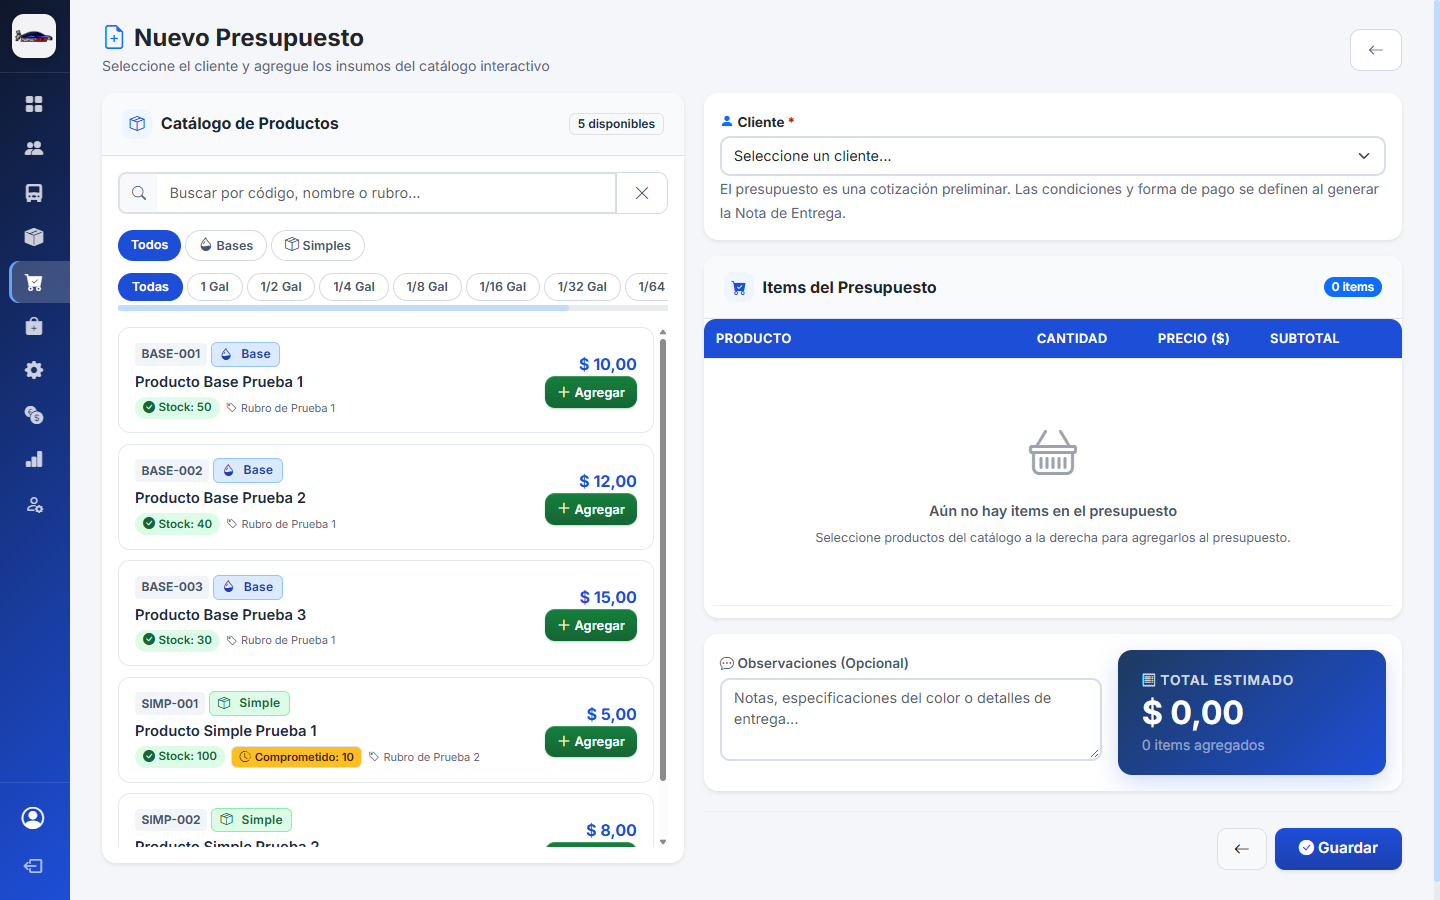 Nuevo Presupuesto
Seleccione el cliente y agregue los insumos del catálogo interactivo
Catálogo de Productos
5 disponibles
Buscar por código, nombre o rubro...
Todos
Bases
Simples
Todas
1 Gal
1/2 Gal
1/4 Gal
1/8 Gal
1/16 Gal
1/32 Gal
1/64
BASE-001
Base
Producto Base Prueba 1
Stock: 50
Rubro de Prueba 1
$ 10,00
Agregar
BASE-002
Base
Producto Base Prueba 2
Stock: 40
Rubro de Prueba 1
$ 12,00
Agregar
BASE-003
Base
Producto Base Prueba 3
Stock: 30
Rubro de Prueba 1
$ 15,00
Agregar
SIMP-001
Simple
Producto Simple Prueba 1
Stock: 100
Comprometido: 10
Rubro de Prueba 2
$ 5,00
Agregar
SIMP-002
Simple
Producto Simple Prueba 2
$ 8,00
Cliente *
Seleccione un cliente...
El presupuesto es una cotización preliminar. Las condiciones y forma de pago se definen al generar
la Nota de Entrega.
Items del Presupuesto
0 items
PRODUCTO
CANTIDAD
PRECIO ($)
SUBTOTAL
Aún no hay items en el presupuesto
Seleccione productos del catálogo a la derecha para agregarlos al presupuesto.
Observaciones (Opcional)
Notas, especificaciones del color o detalles de
entrega...
TOTAL ESTIMADO
$ 0,00
0 items agregados
Guardar